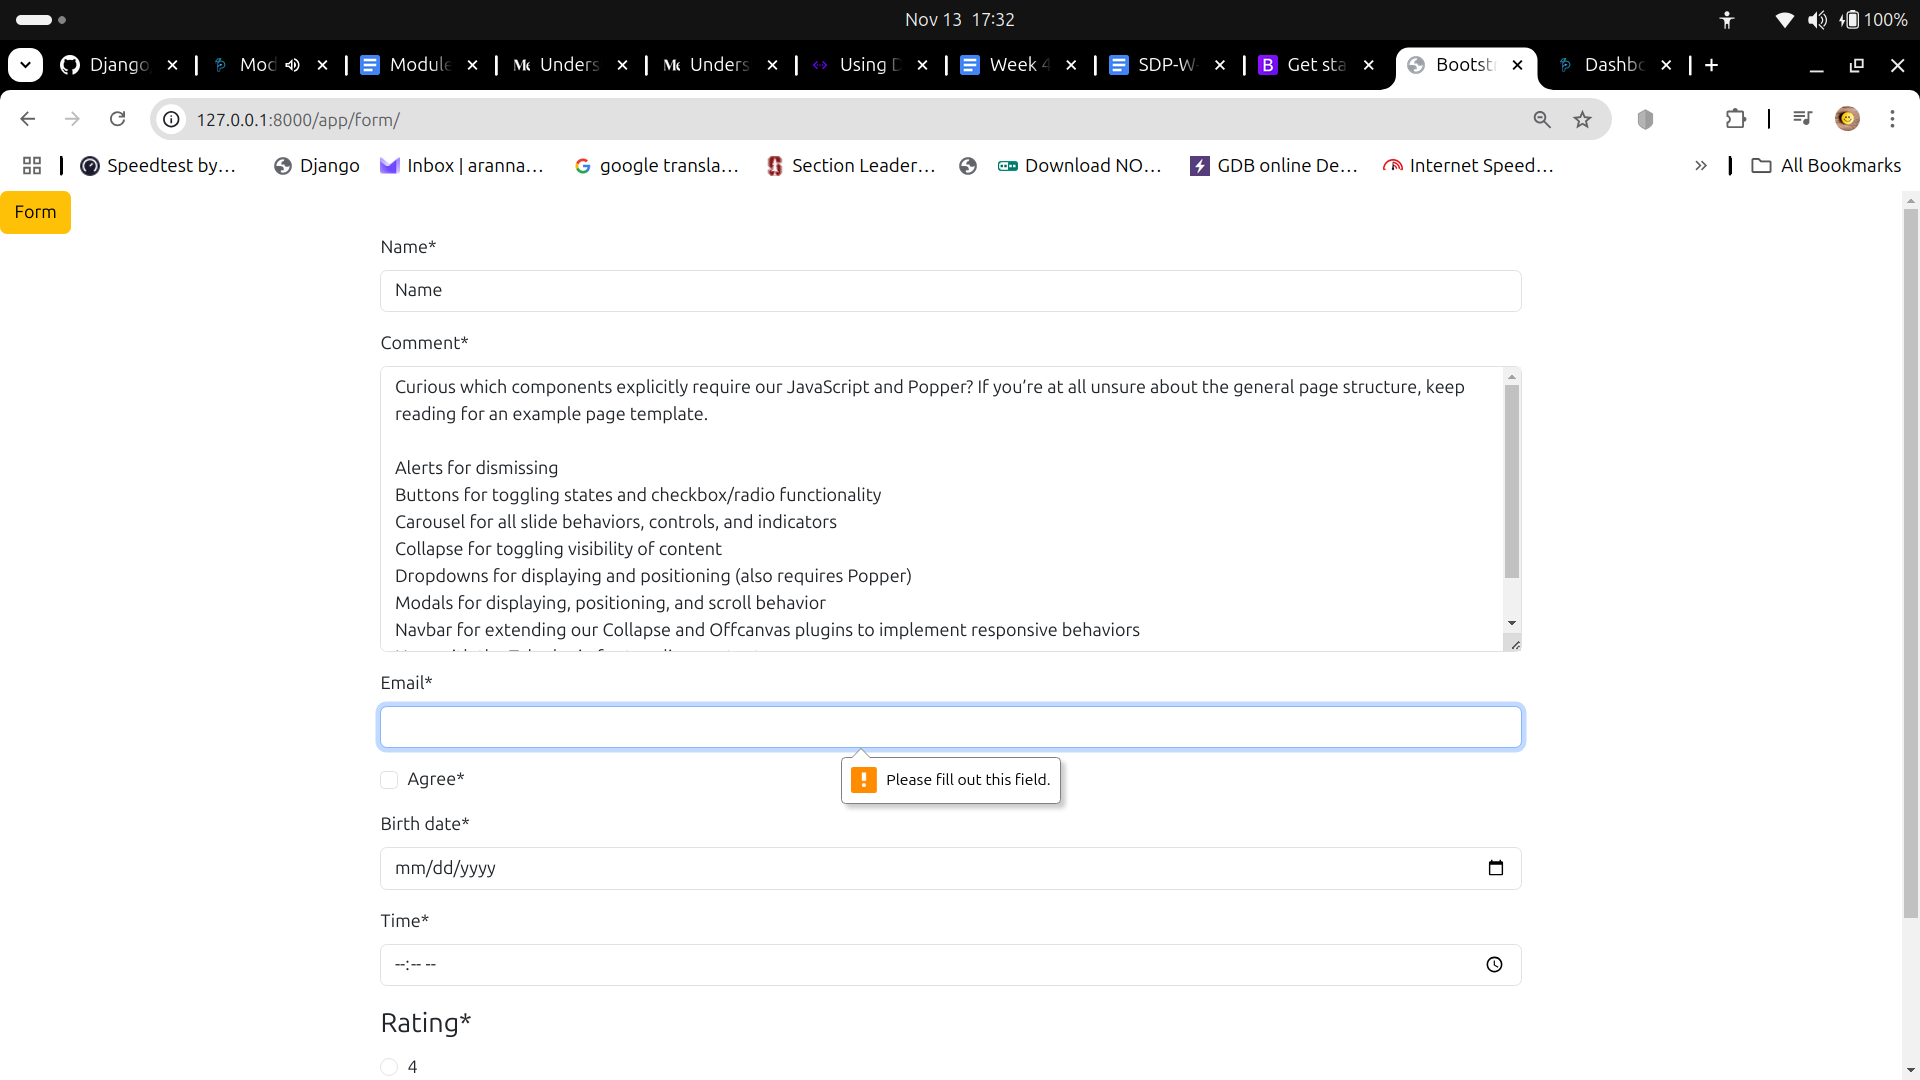 Nov 13 17:32
100%
Django
Mod
Module
Unders
Unders
Using D
Week 4
SDP-W-
Get sta
Bootst
Dashbo
127.0.0.1:8000/app/form/
Speedtest by...
Django
Inbox | aranna...
google transla...
Section Leader...
Download NO...
GDB online De...
Internet Speed...
All Bookmarks
Form
Name*
Name
Comment*
Curious which components explicitly require our JavaScript and Popper? If you’re at all unsure about the general page structure, keep
reading for an example page template.
Alerts for dismissing
Buttons for toggling states and checkbox/radio functionality
Carousel for all slide behaviors, controls, and indicators
Collapse for toggling visibility of content
Dropdowns for displaying and positioning (also requires Popper)
Modals for displaying, positioning, and scroll behavior
Navbar for extending our Collapse and Offcanvas plugins to implement responsive behaviors
Email*
Please fill out this field.
Agree*
Birth date*
mm/dd/yyyy
Time*
--:-- --
Rating*
4